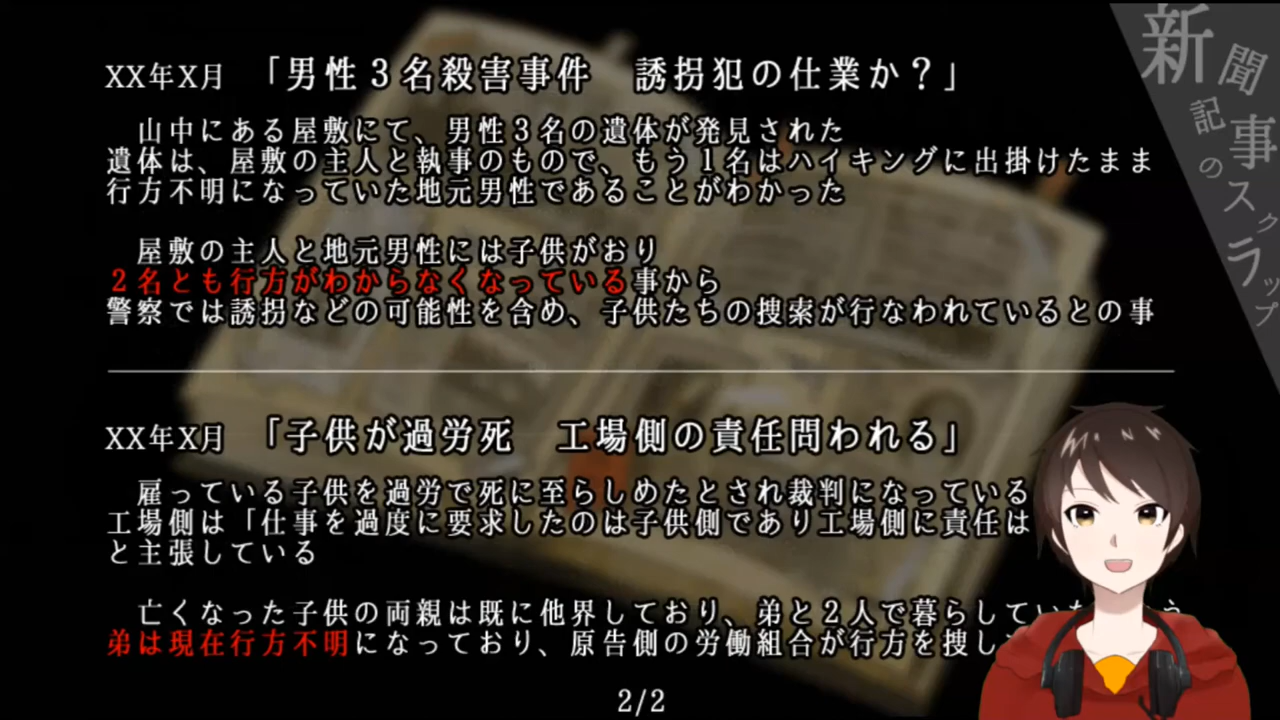 新聞記事のスクラップ
XX年X月 「男性３名殺害事件　誘拐犯の仕業か？」
山中にある屋敷にて、男性３名の遺体が発見された
遺体は、屋敷の主人と執事のもので、もう１名はハイキングに出掛けたまま
行方不明になっていた地元男性であることがわかった
屋敷の主人と地元男性には子供がおり
２名とも行方がわからなくなっている事から
警察では誘拐などの可能性を含め、子供たちの捜索が行なわれているとの事
XX年X月 「子供が過労死　工場側の責任問われる」
雇っている子供を過労で死に至らしめたとされ裁判になっている
工場側は「仕事を過度に要求したのは子供側であり工場側に責任は
と主張している
亡くなった子供の両親は既に他界しており、弟と２人で暮らしてい
弟は現在行方不明になっており、原告側の労働組合が行方を捜し
2/2